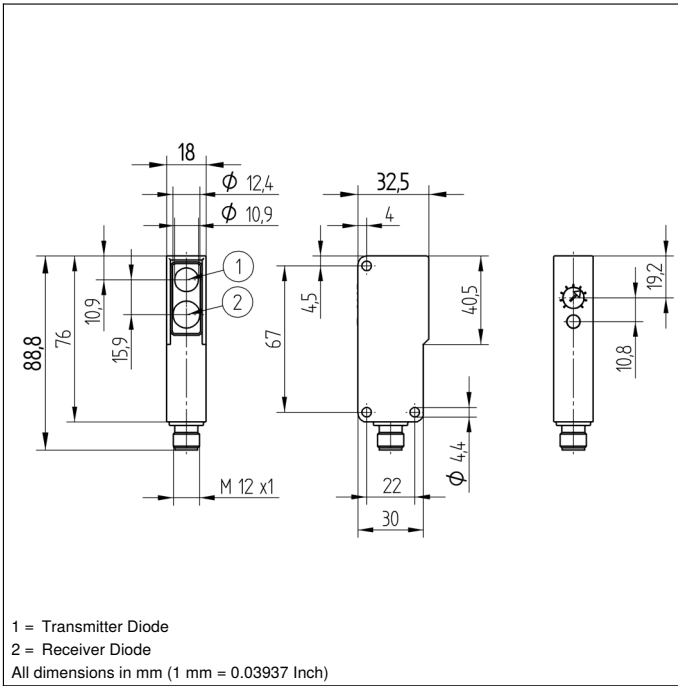 18
ϕ 12,4
ϕ 10,9
1
2
10,9
15,9
76
88,8
M 12 x1
32,5
4
4,5
67
40,5
ϕ 4,4
22
30
19,2
10,8
1 = Transmitter Diode
2 = Receiver Diode
All dimensions in mm (1 mm = 0.03937 Inch)